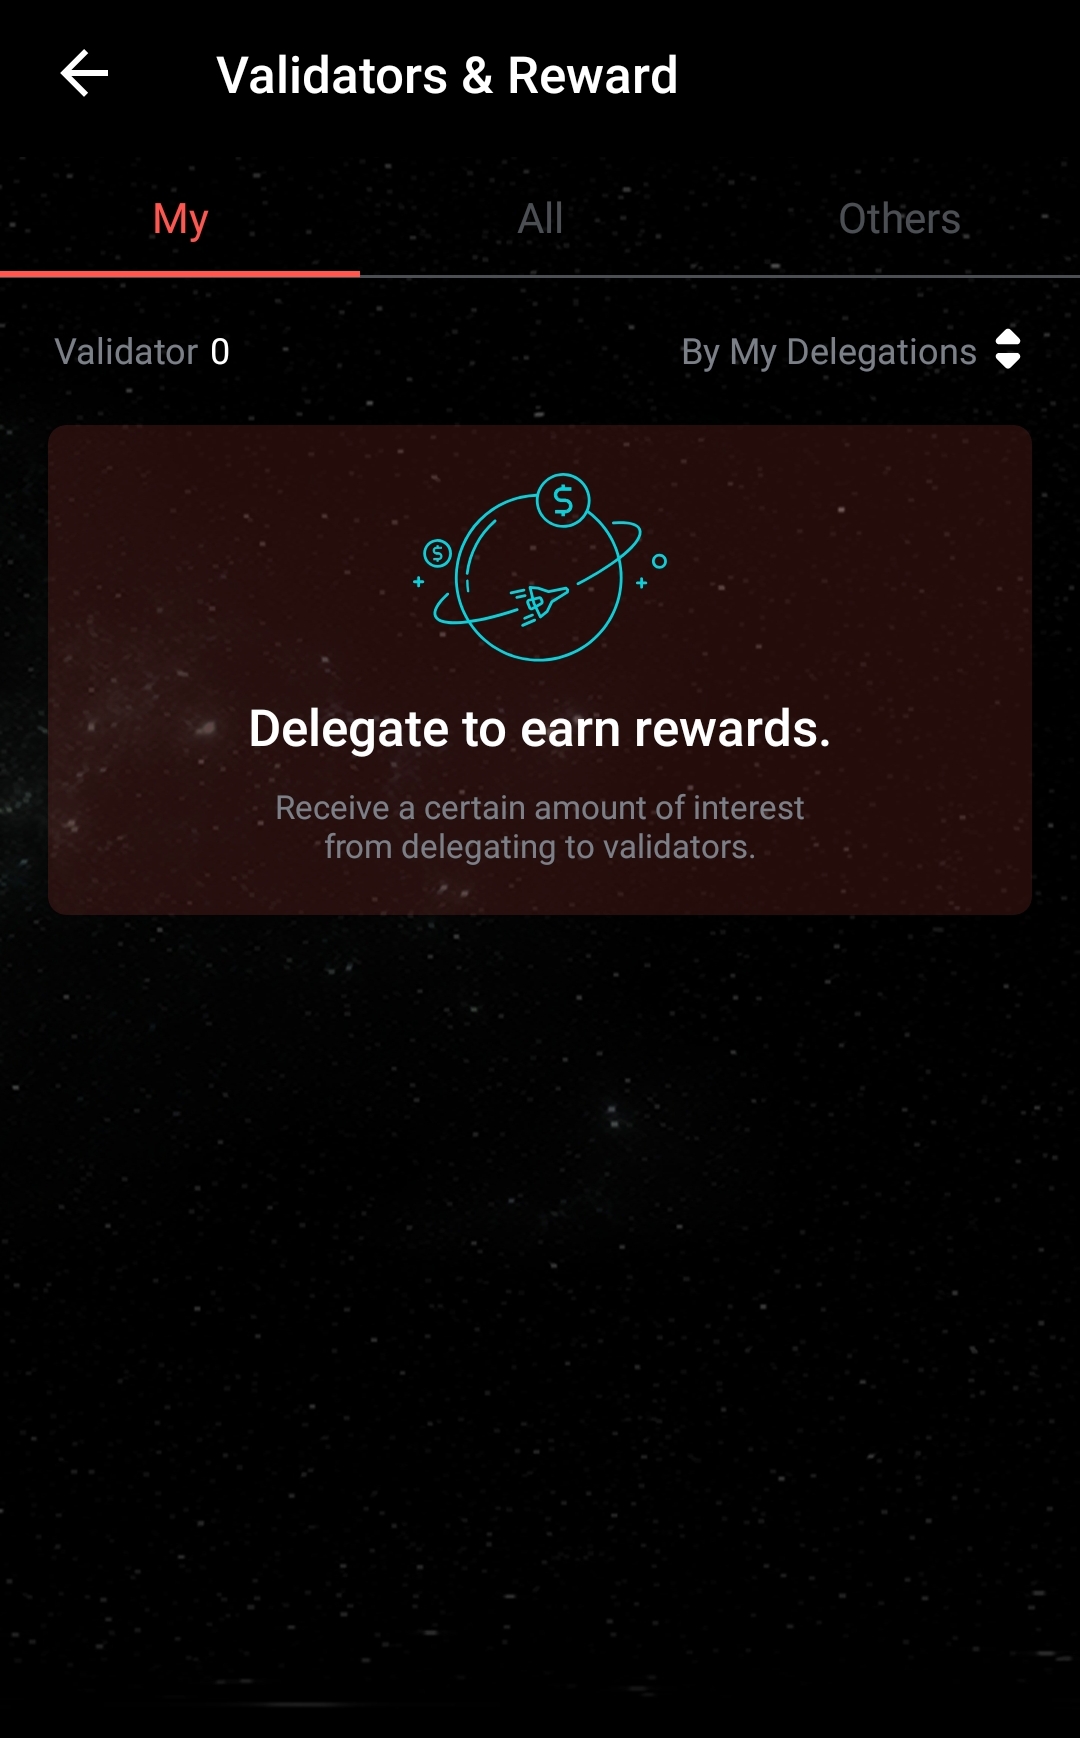 Validators & Reward
My
All
Others
Validator 0
By My Delegations
$
$
Delegate to earn rewards.
Receive a certain amount of interest
from delegating to validators.